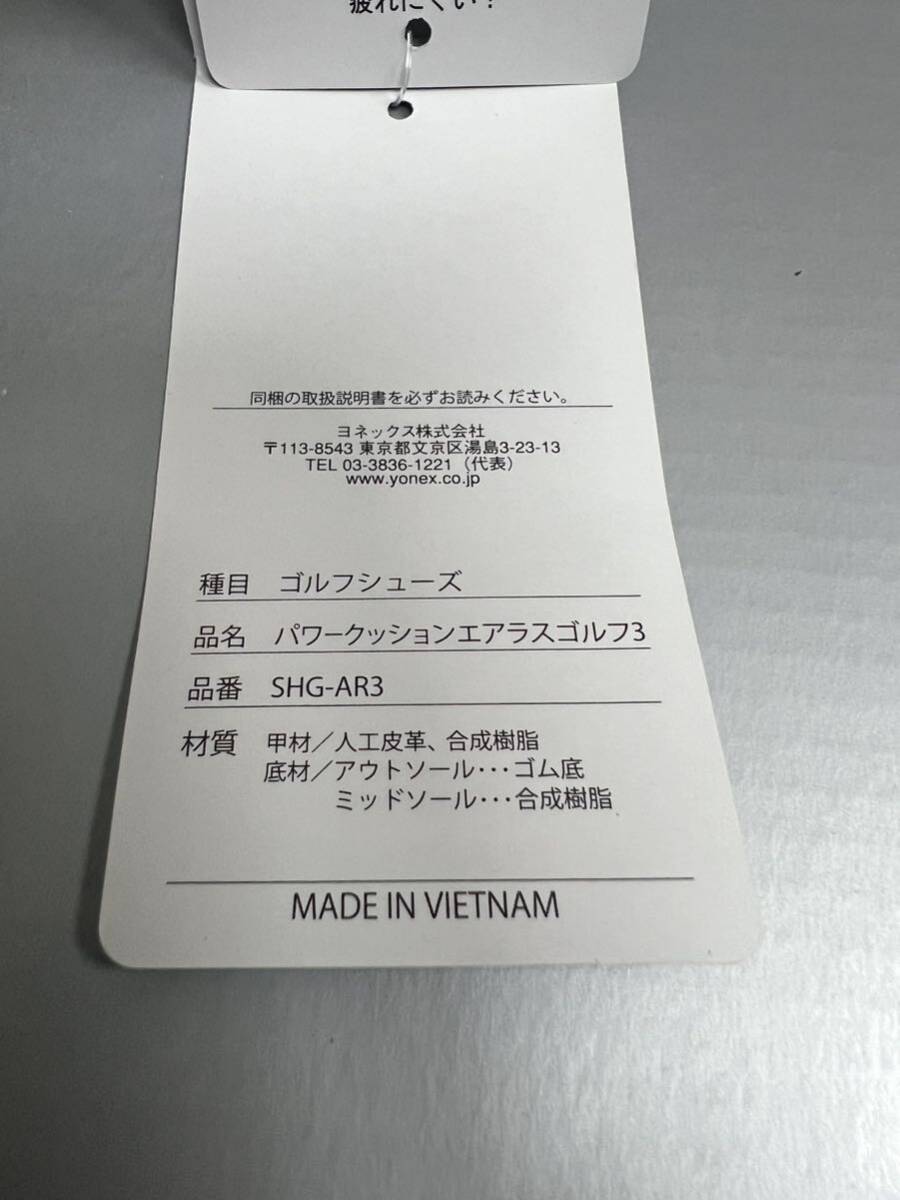 疲れにくい!
同梱の取扱説明書を必ずお読みください。
ヨネックス株式会社
〒113-8543 東京都文京区湯島3-23-13
TEL 03-3836-1221（代表）
www.yonex.co.jp
種目 ゴルフシューズ
品名 パワークッションエアラスゴルフ3
品番 SHG-AR3
材質 甲材／人工皮革、合成樹脂
底材／アウトソール･･･ゴム底
ミッドソール･･･合成樹脂
MADE IN VIETNAM